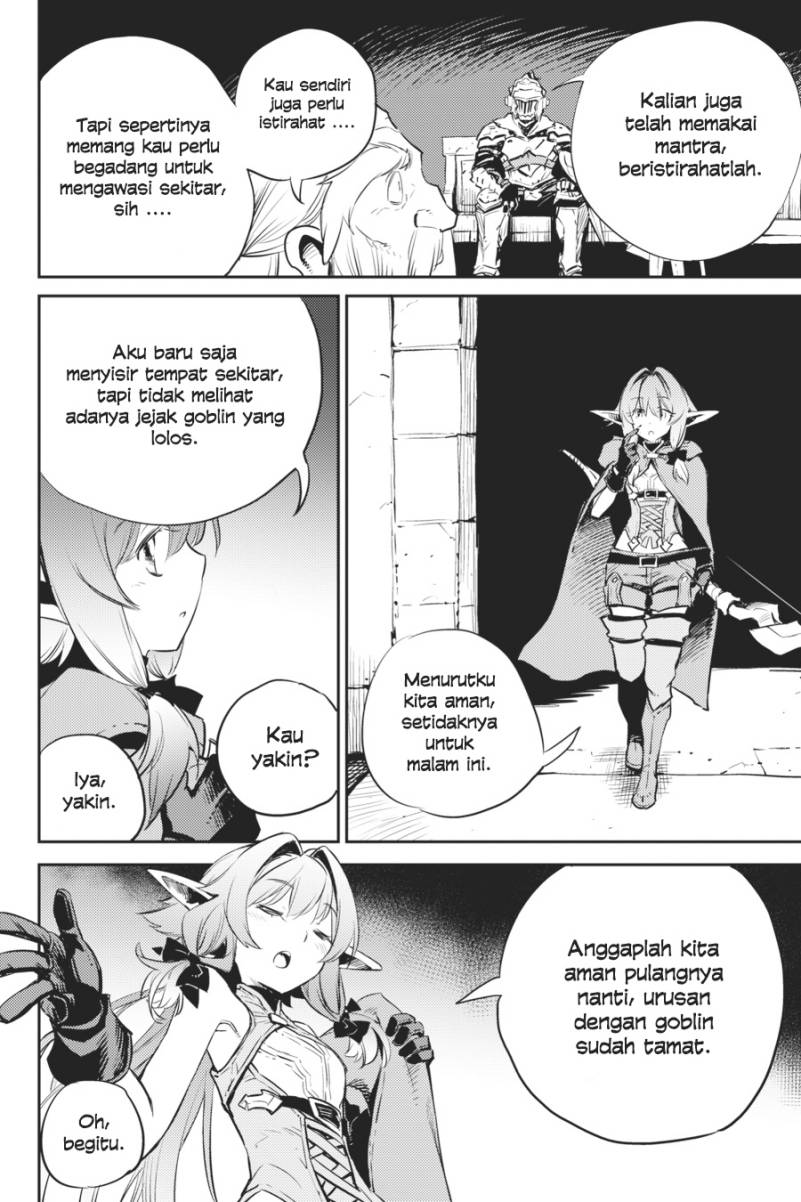 Kalian juga
telah memakai
mantra,
beristirahatlah.
Kau sendiri
juga perlu
istirahat ....
Tapi sepertinya
memang kau perlu
begadang untuk
mengawasi sekitar,
sih ....
Menurutku
kita aman,
setidaknya
untuk
malam ini.
Aku baru saja
menyisir tempat sekitar,
tapi tidak melihat
adanya jejak goblin yang
lolos.
Kau
yakin?
Iya,
yakin.
Anggaplah kita
aman pulangnya
nanti, urusan
dengan goblin
sudah tamat.
Oh,
begitu.